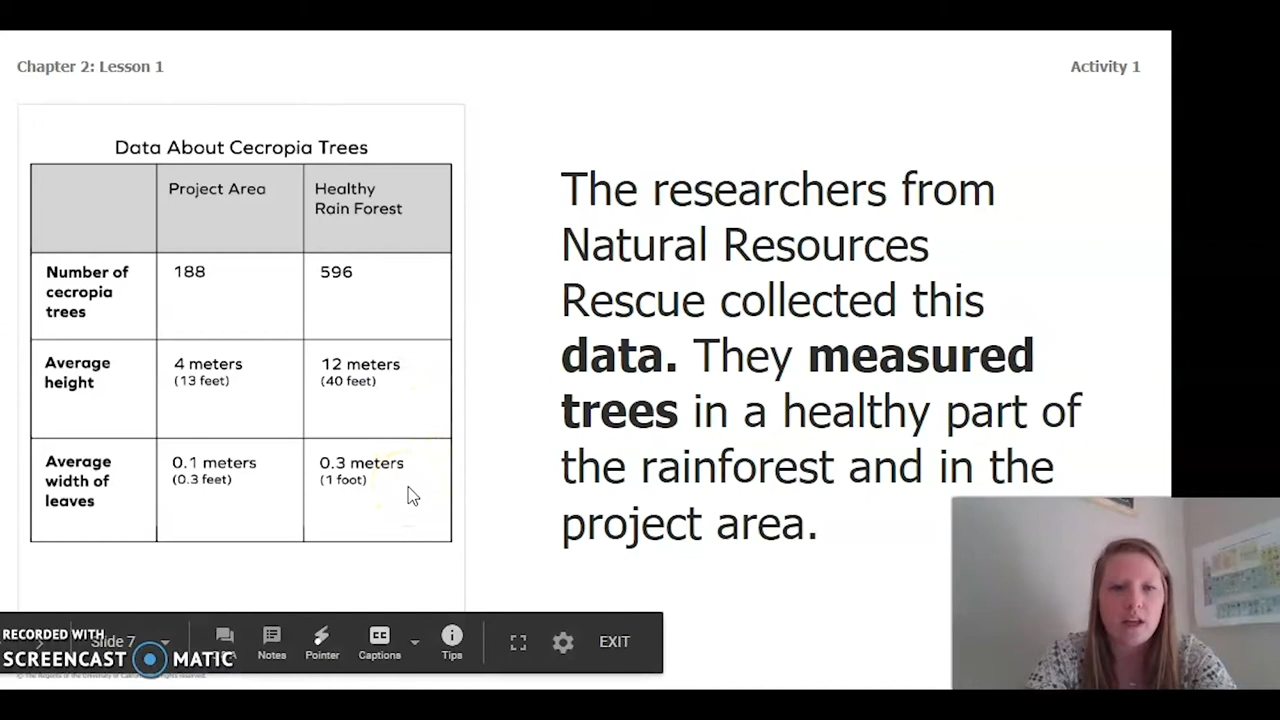 Chapter 2: Lesson 1
Activity 1
Data About Cecropia Trees
Project Area
Healthy
Rain Forest
Number of
cecropia
trees
188
596
Average
height
4 meters
(13 feet)
12 meters
(40 feet)
Average
width of
leaves
0.1 meters
(0.3 feet)
0.3 meters
(1 foot)
The researchers from
Natural Resources
Rescue collected this
data. They measured
trees in a healthy part of
the rainforest and in the
project area.
RECORDED WITH
SCREENCAST MATIC
Slide 7
Notes
Pointer
Captions
Tips
EXIT